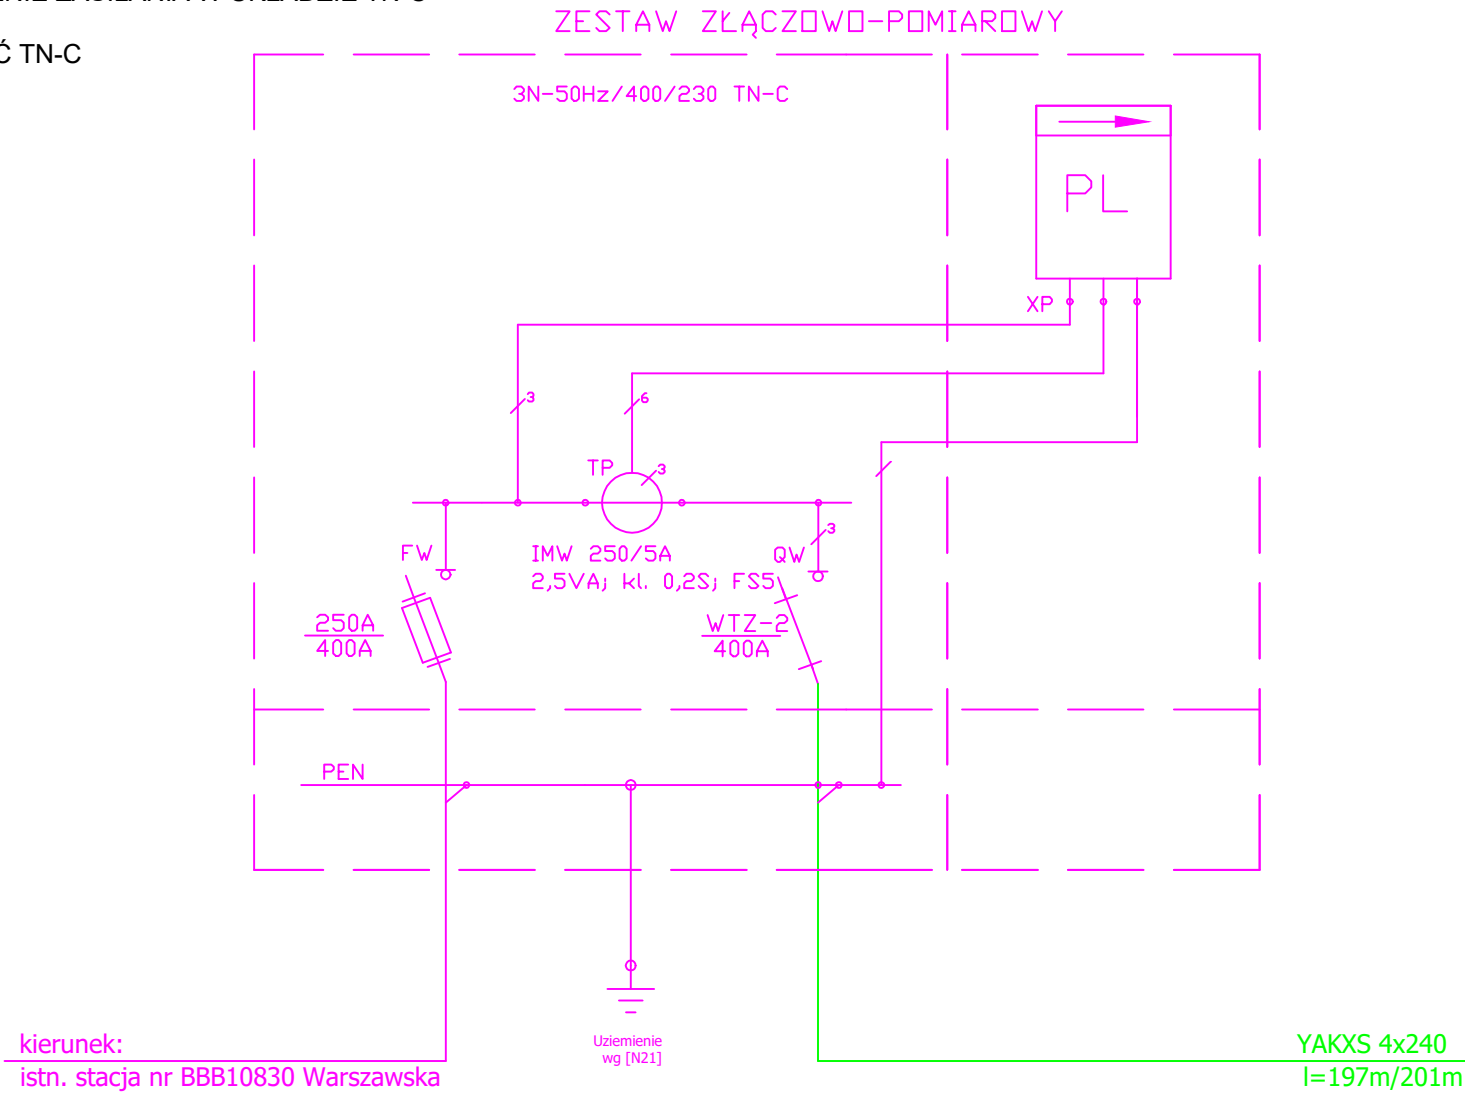 ZESTAW ZŁĄCZOWO-POMIAROWY
TN-C
3N-50Hz/400/230 TN-C
PL
XP
3
6
TP
3
FW
IMW 250/5A
2,5VA; kl. 0,2S; FS5
QW
3
250A
400A
WTZ-2
400A
PEN
kierunek:
istn. stacja nr BBB10830 Warszawska
Uziemienie
wg [N21]
YAKXS 4x240
l=197m/201m